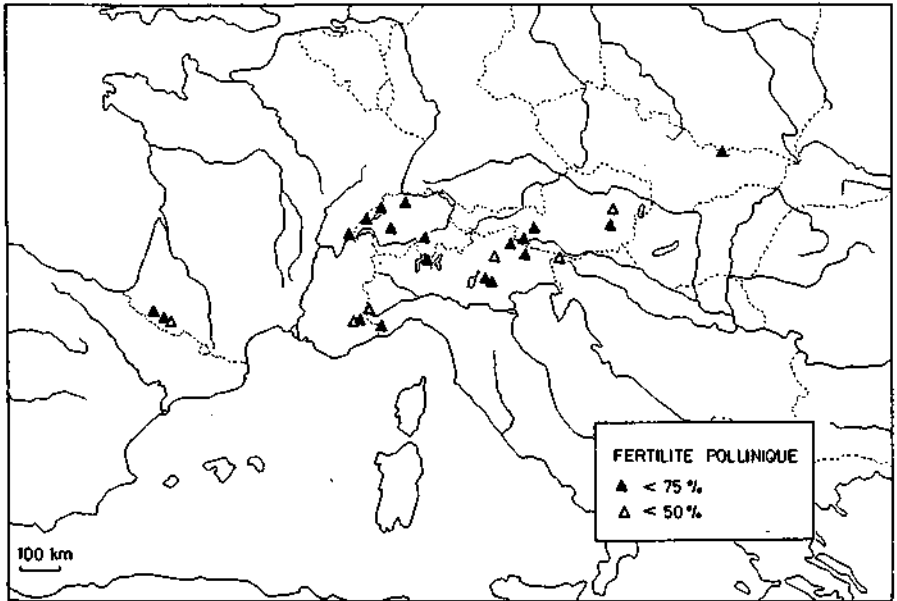 FERTILITE POLLINIQUE
▲ < 75 %
△ < 50 %
100 km